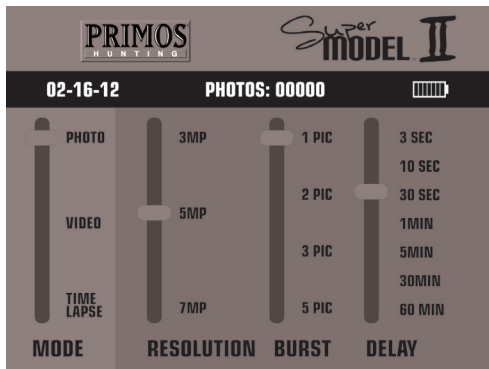 PRIMOS
HUNTING
Super
MODEL II
02-16-12 PHOTOS: 00000
PHOTO
VIDEO
TIME
LAPSE
MODE
3MP
5MP
7MP
RESOLUTION
1 PIC
2 PIC
3 PIC
5 PIC
BURST
3 SEC
10 SEC
30 SEC
1MIN
5MIN
30MIN
60 MIN
DELAY